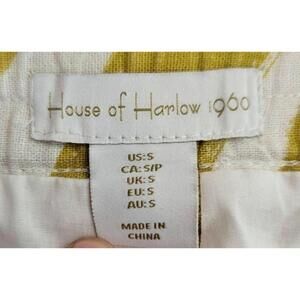 House of Harlow 1960
US:S
CA:S/P
UK:S
EU:S
AU:S
MADE IN
CHINA